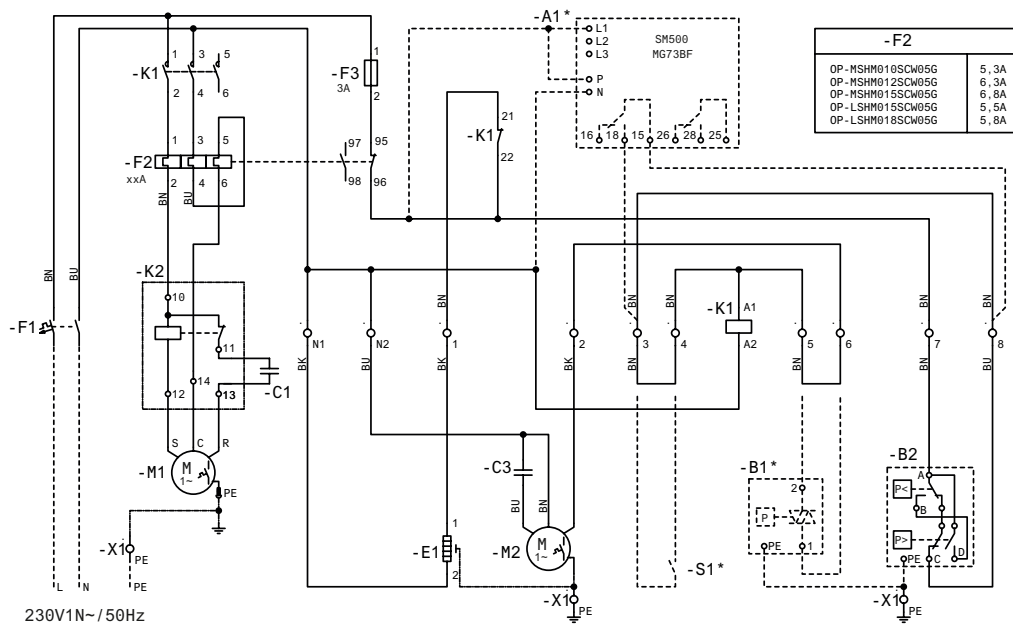 -A1*
L1
L2
L3
P
N
SM500
MG73BF
16
18
15
26
28
25
-F2
OP-MSHM010SCW05G 5,3A
OP-MSHM012SCW05G 6,3A
OP-MSHM015SCW05G 6,8A
OP-LSHM015SCW05G 5,5A
OP-LSHM018SCW05G 5,8A
-K1
1
3
5
2
4
6
-F3
3A
1
2
-K1
21
22
-F2
xxA
1
3
5
2
4
6
97
95
98
96
BN
BU
BN
BU
-K2
10
11
12
14
13
-C1
-F1
N1
N2
1
2
3
4
5
6
7
8
BN
BN
BN
BN
BN
BN
BN
BK
BU
BK
BK
BN
BN
BU
BU
-K1
A1
A2
S
C
R
-M1
M
1~
PE
-X1
PE
PE
L
N
230V1N~/50Hz
-C3
BU
BN
-E1
1
2
-M2
M
1~
-X1
PE
-S1*
-B1*
2
P
PE
1
-B2
A
P<
B
P>
PE
C
D
-X1
PE